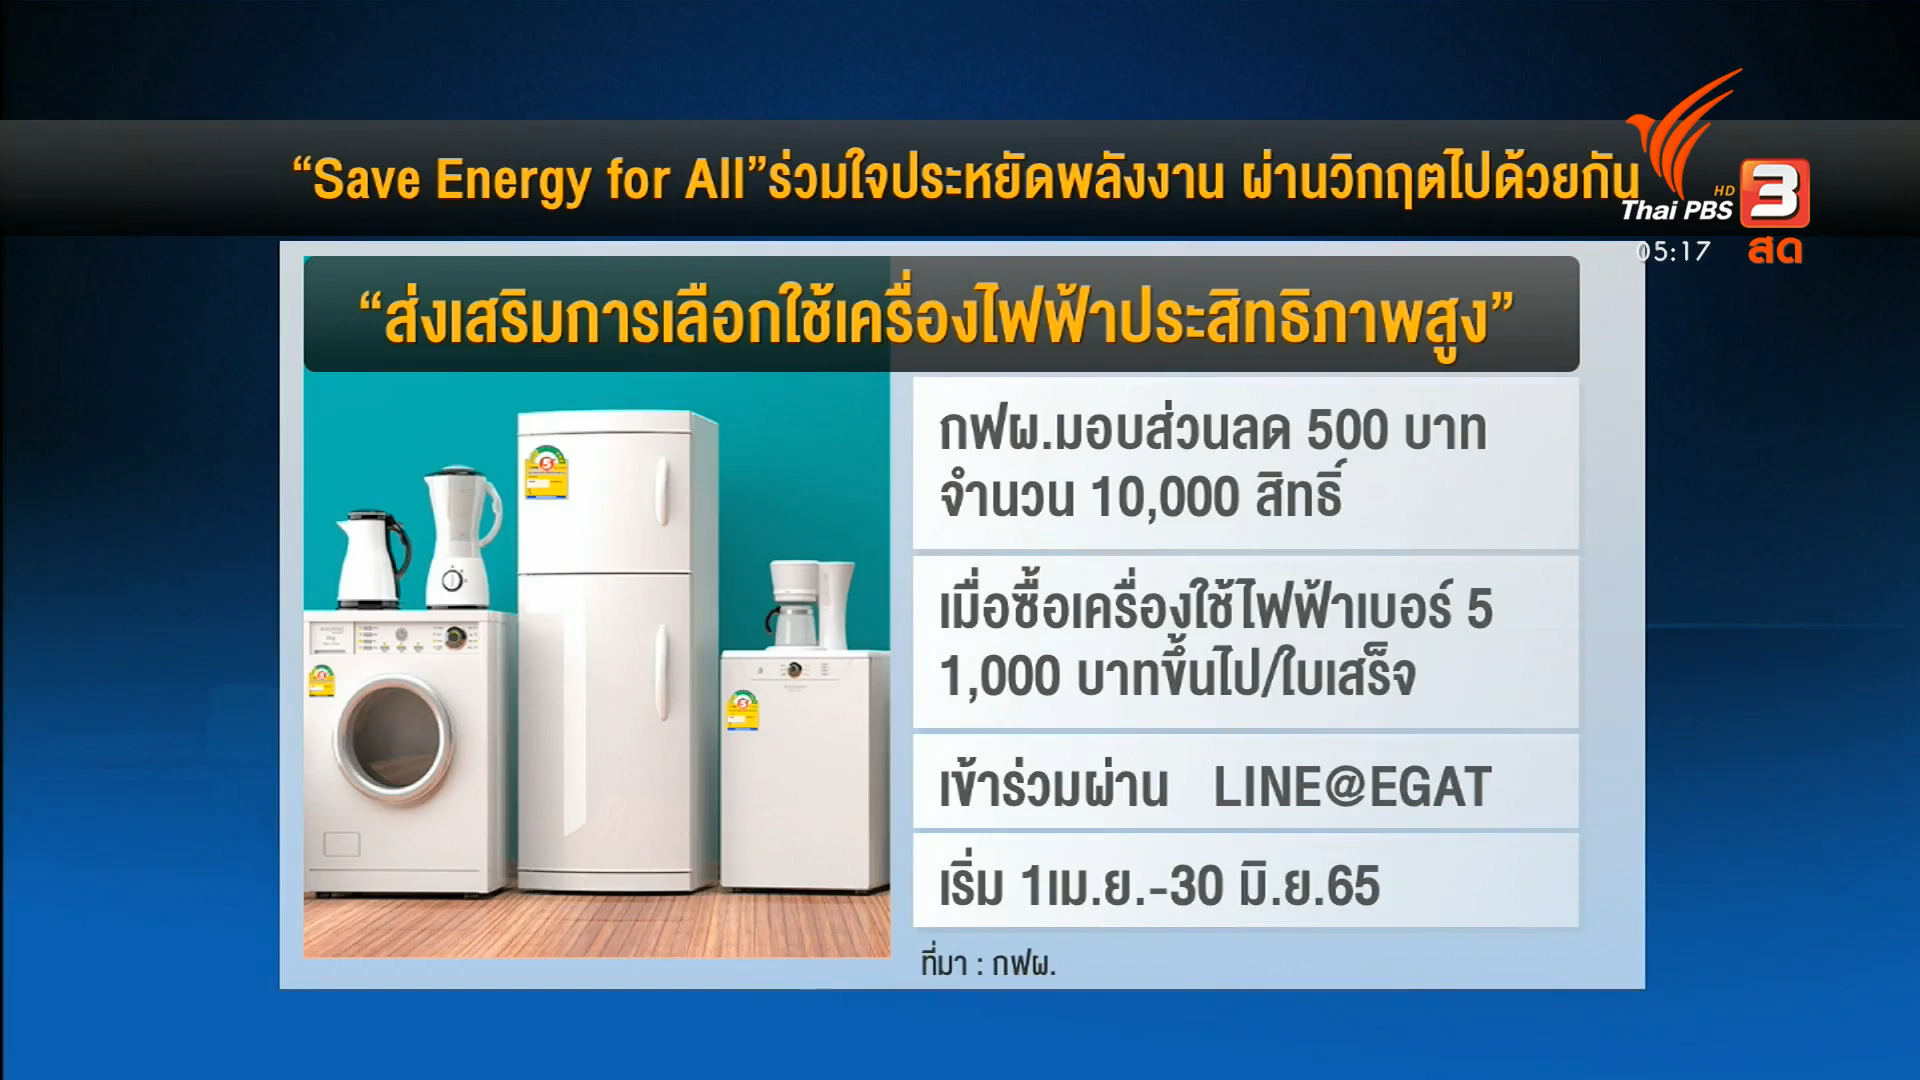 “Save Energy for All”ร่วมใจประหยัดพลังงาน ผ่านวิกฤตไปด้วยกัน
HD
Thai PBS 3
05:17 สด
“ส่งเสริมการเลือกใช้เครื่องไฟฟ้าประสิทธิภาพสูง”
กฟผ.มอบส่วนลด 500 บาท
จำนวน 10,000 สิทธิ์
เมื่อซื้อเครื่องใช้ไฟฟ้าเบอร์ 5
1,000 บาทขึ้นไป/ใบเสร็จ
เข้าร่วมผ่าน LINE@EGAT
เริ่ม 1เม.ย.-30 มิ.ย.65
ที่มา : กฟผ.
5
5
5